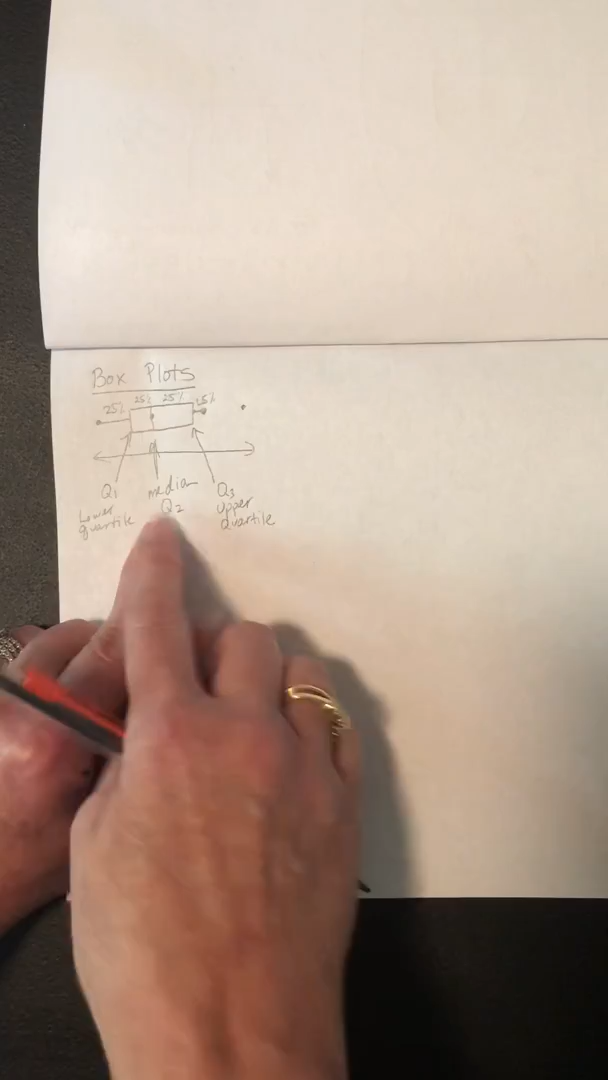 Box Plots
25% 25% 25% 25%
Q1 median Q3
Lower Q2 Upper
quartile quartile